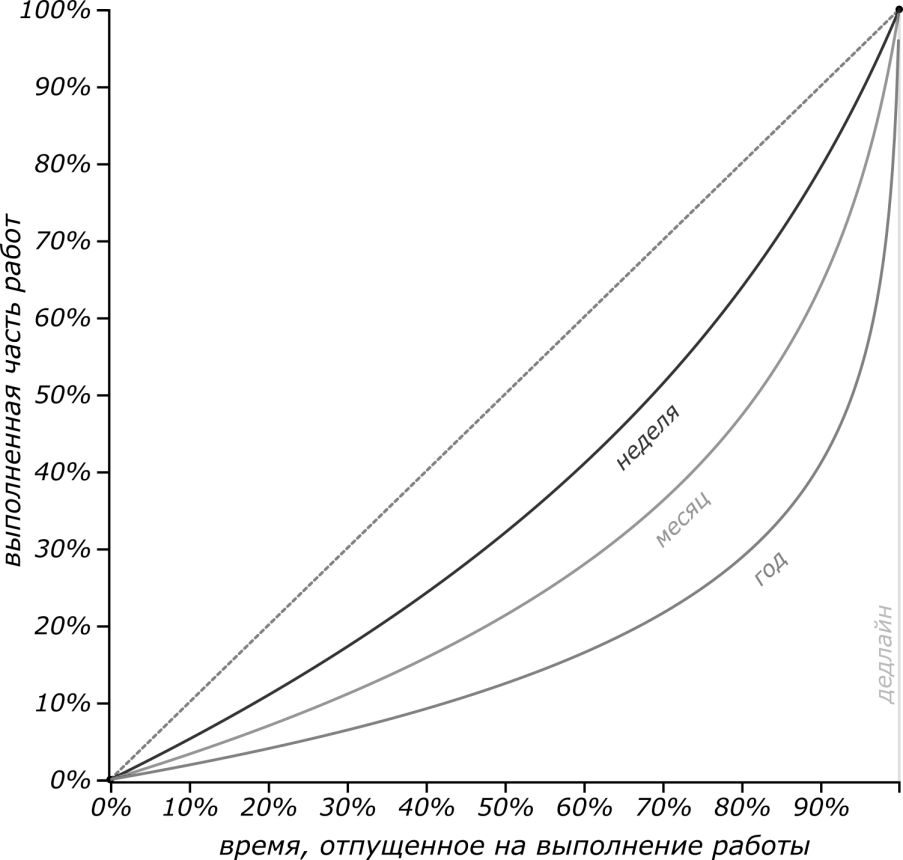 100%
90%
80%
70%
60%
50%
40%
30%
20%
10%
0%
выполненная часть работ
неделя
месяц
год
дедлайн
0% 10% 20% 30% 40% 50% 60% 70% 80% 90%
время, отпущенное на выполнение работы